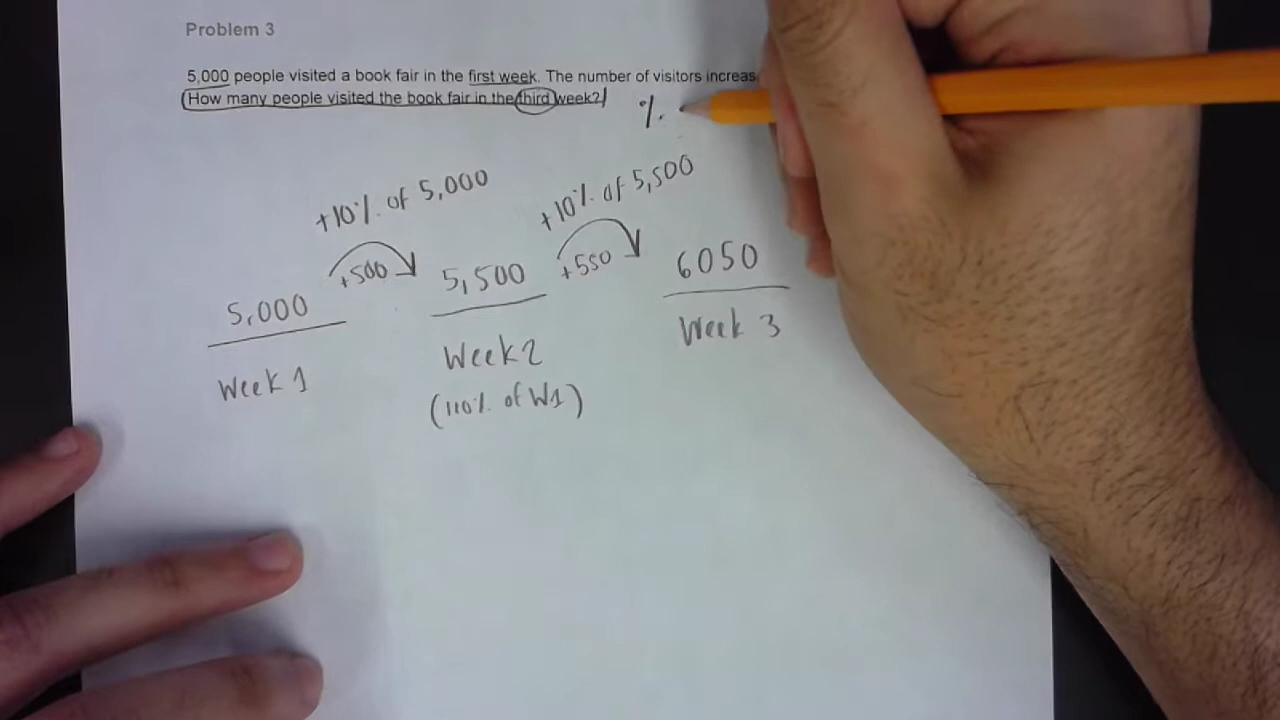 Problem 3
5,000 people visited a book fair in the first week. The number of visitors increas
How many people visited the book fair in the third week?
%.
+10% of 5,000
+10% of 5,500
+500
+550
5,000
5,500
6050
Week 1
Week 2
Week 3
(110% of W1)